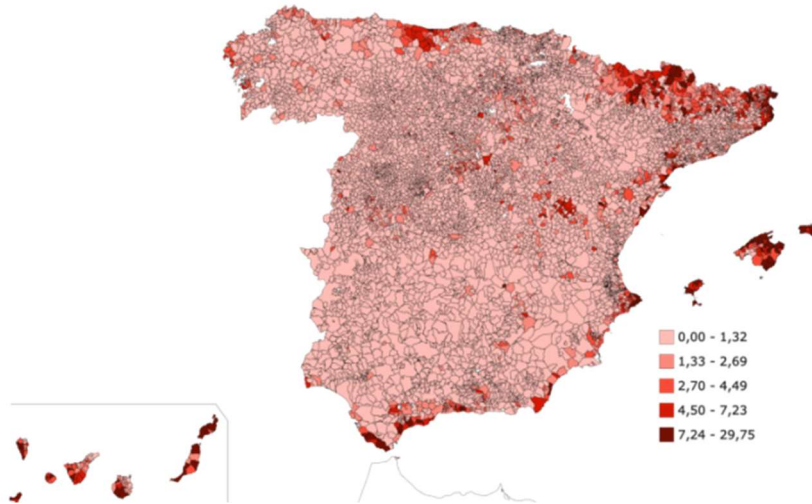 0,00 - 1,32
1,33 - 2,69
2,70 - 4,49
4,50 - 7,23
7,24 - 29,75